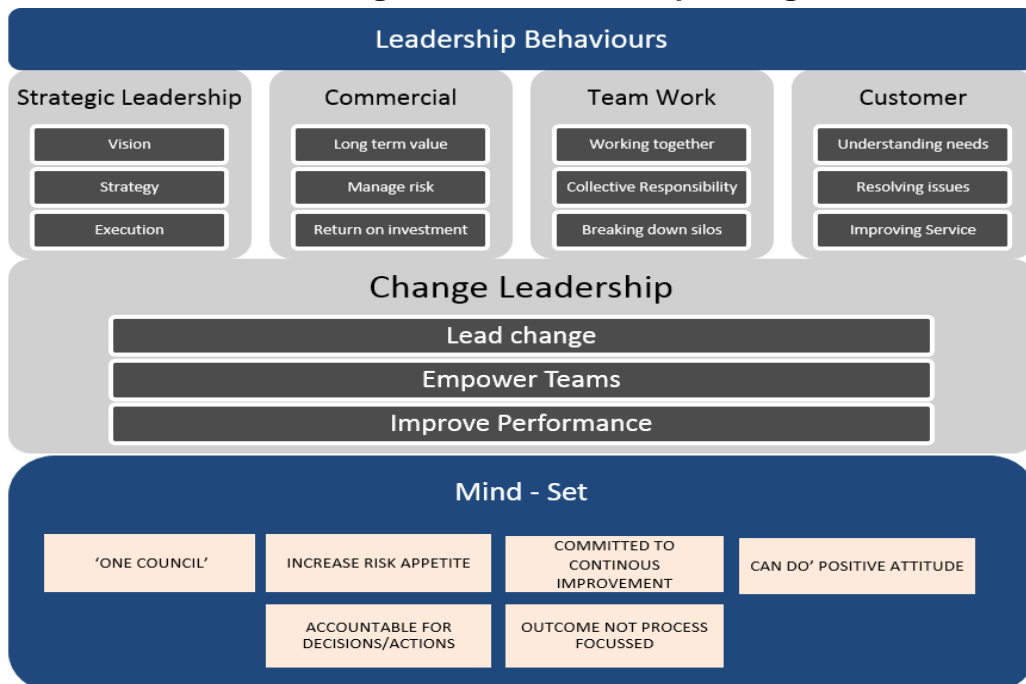 Leadership Behaviours
Strategic Leadership
Vision
Strategy
Execution
Commercial
Long term value
Manage risk
Return on investment
Team Work
Working together
Collective Responsibility
Breaking down silos
Customer
Understanding needs
Resolving issues
Improving Service
Change Leadership
Lead change
Empower Teams
Improve Performance
Mind - Set
‘ONE COUNCIL’
INCREASE RISK APPETITE
COMMITTED TO
CONTINOUS
IMPROVEMENT
CAN DO’ POSITIVE ATTITUDE
ACCOUNTABLE FOR
DECISIONS/ACTIONS
OUTCOME NOT PROCESS
FOCUSSED